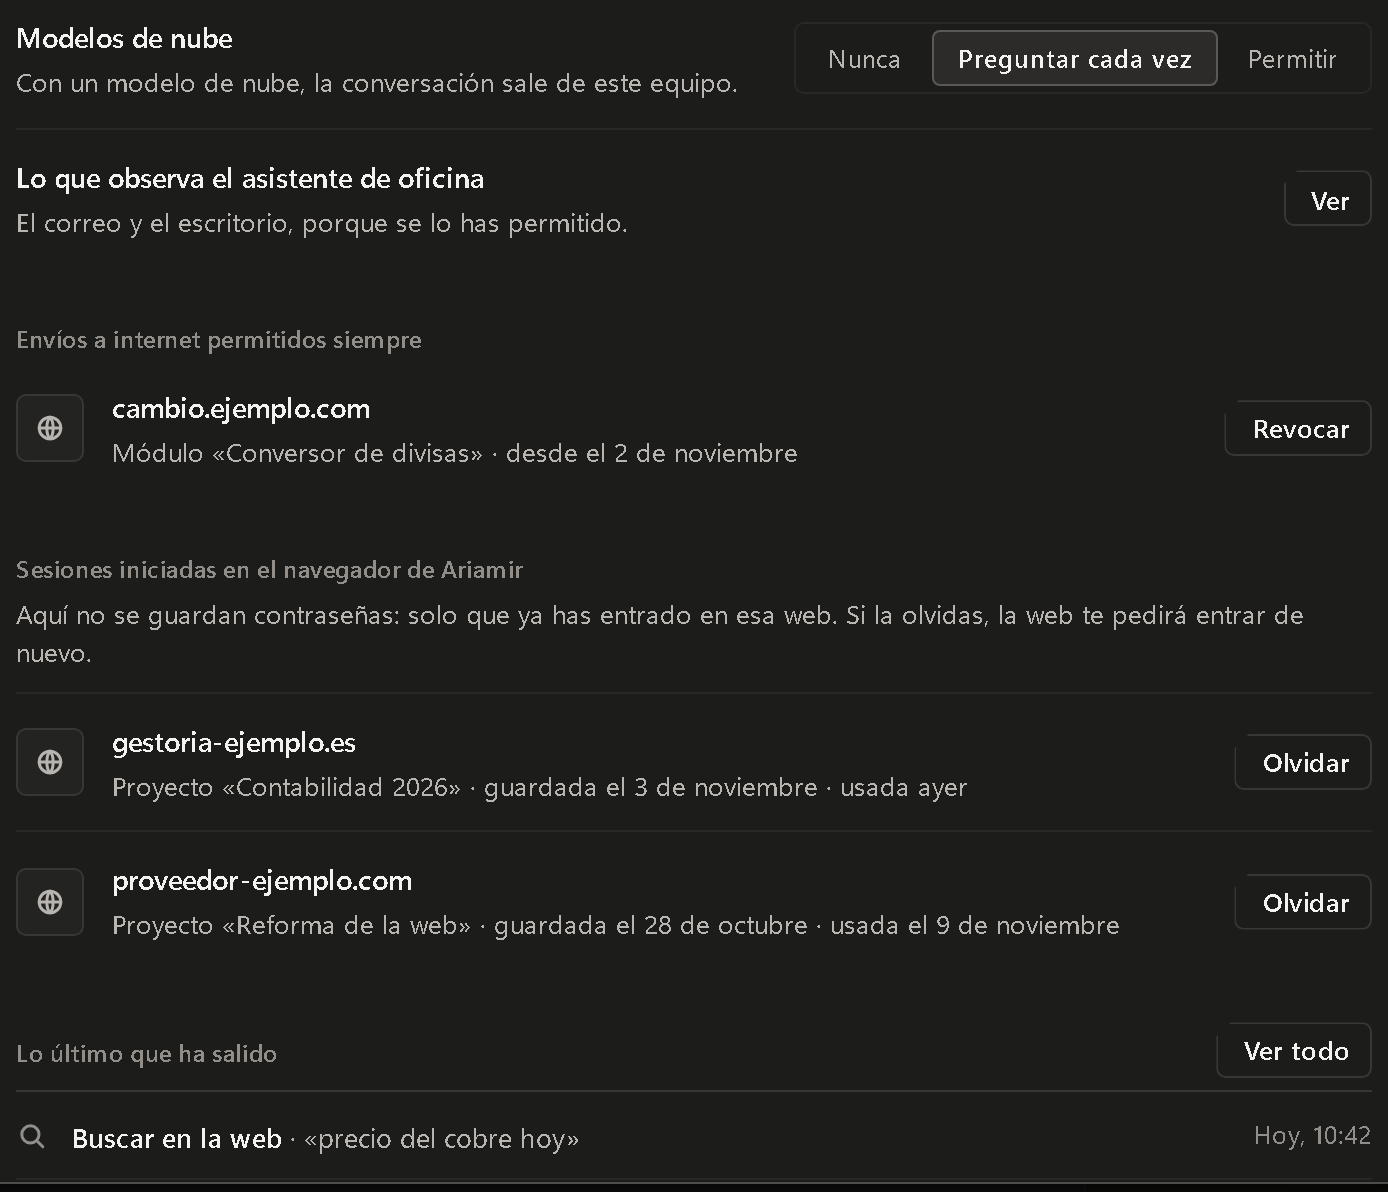 Modelos de nube
Con un modelo de nube, la conversación sale de este equipo.
Nunca
Preguntar cada vez
Permitir
Lo que observa el asistente de oficina
El correo y el escritorio, porque se lo has permitido.
Ver
Envíos a internet permitidos siempre
cambio.ejemplo.com
Módulo «Conversor de divisas» · desde el 2 de noviembre
Revocar
Sesiones iniciadas en el navegador de Ariamir
Aquí no se guardan contraseñas: solo que ya has entrado en esa web. Si la olvidas, la web te pedirá entrar de
nuevo.
gestoria-ejemplo.es
Proyecto «Contabilidad 2026» · guardada el 3 de noviembre · usada ayer
Olvidar
proveedor-ejemplo.com
Proyecto «Reforma de la web» · guardada el 28 de octubre · usada el 9 de noviembre
Olvidar
Lo último que ha salido
Ver todo
Buscar en la web · «precio del cobre hoy»
Hoy, 10:42